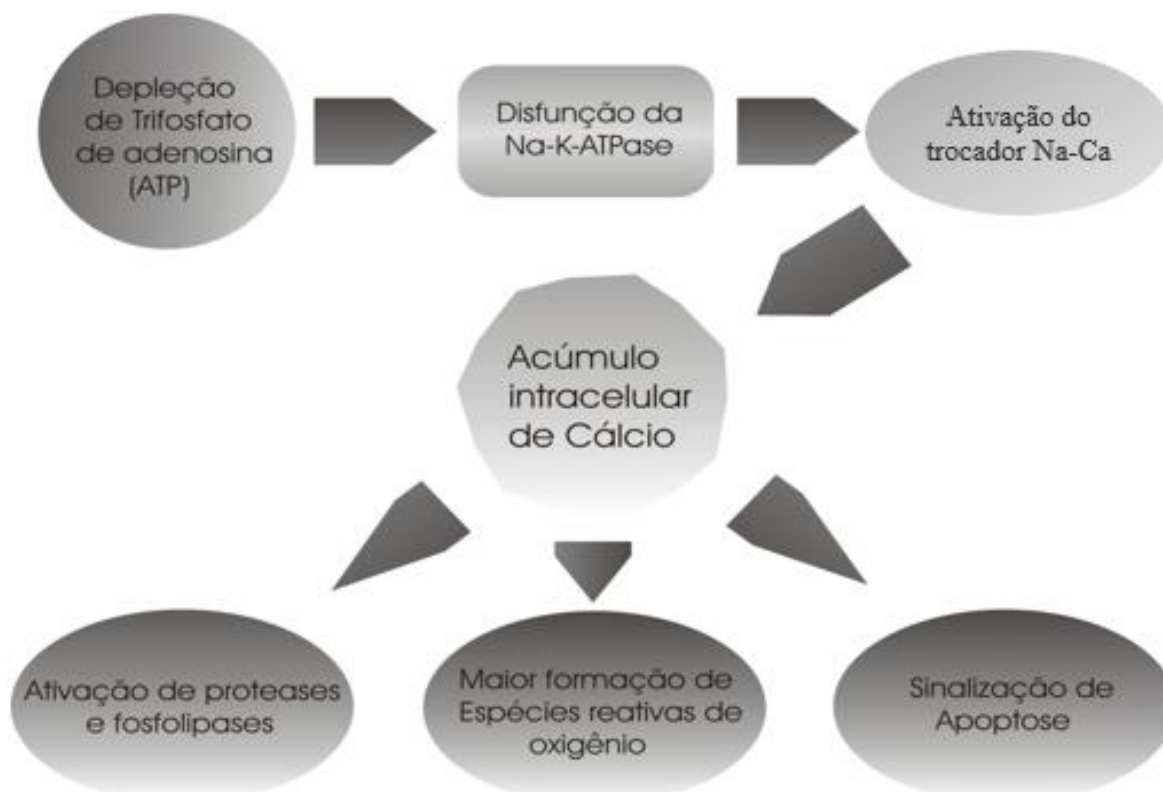 Depleção
de Trifosfato
de adenosina
(ATP)
Disfunção da
Na-K-ATPase
Ativação do
trocador Na-Ca
Acúmulo
intracelular
de Cálcio
Ativação de proteases
e fosfolipases
Maior formação de
Espécies reativas de
oxigênio
Sinalização de
Apoptose